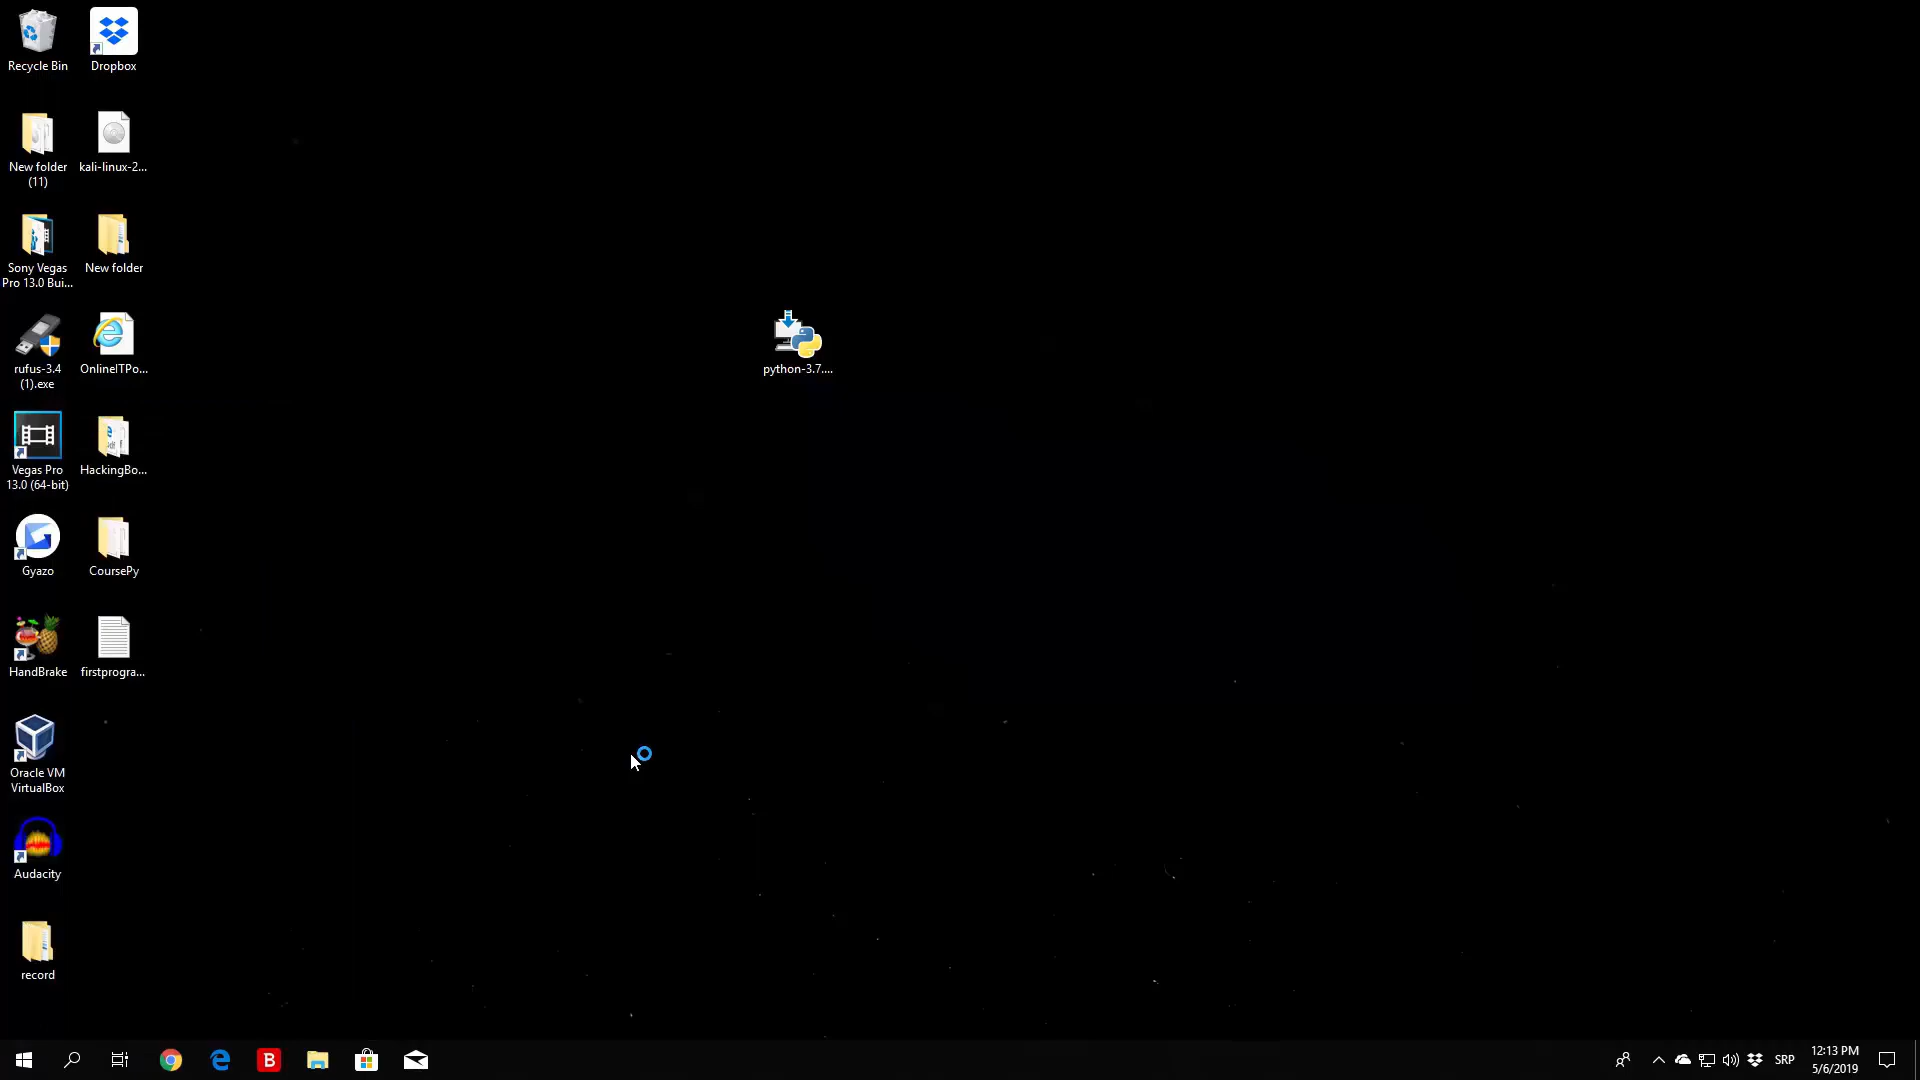 Recycle Bin
Dropbox
New folder
(11)
kali-linux-2...
Sony Vegas
Pro 13.0 Bui...
New folder
rufus-3.4
(1).exe
OnlineITPo...
python-3.7....
Vegas Pro
13.0 (64-bit)
HackingBo...
Gyazo
CoursePy
HandBrake
firstprogra...
Oracle VM
VirtualBox
Audacity
record
B
SRP
12:13 PM
5/6/2019